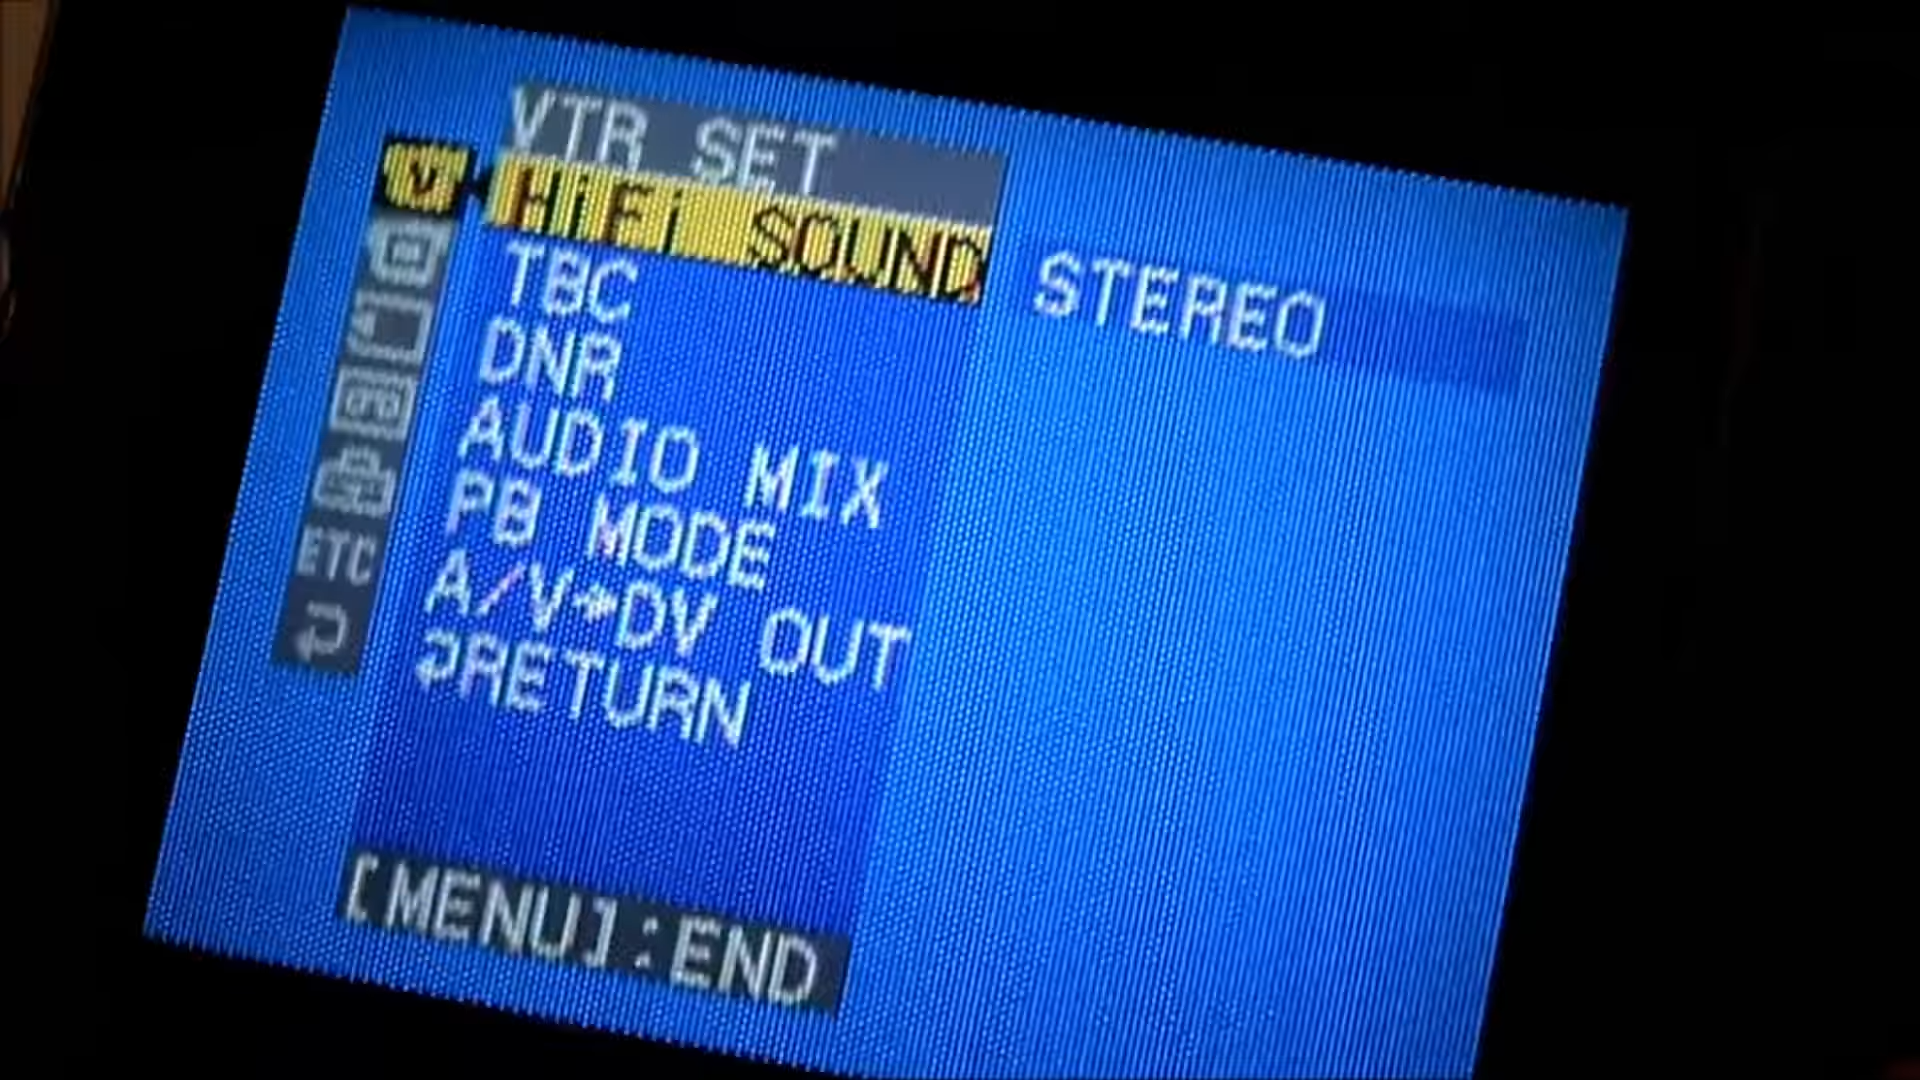 VTR SET
HiFi SOUND STEREO
TBC
DNR
AUDIO MIX
PB MODE
A/V→DV OUT
⮌RETURN
ETC
[MENU]:END